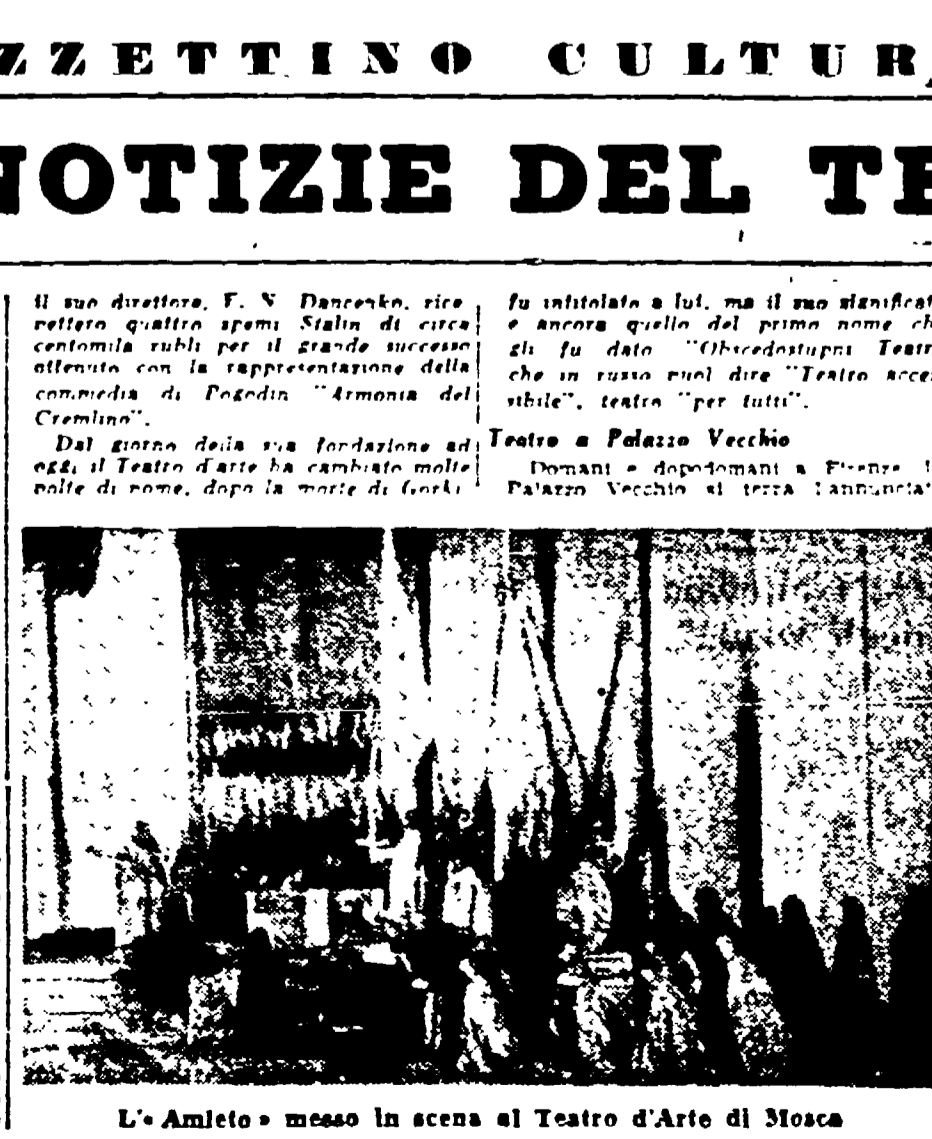 ZZETTINO CULTURA
NOTIZIE DEL TE
il suo direttore, F. N. Dancenko, rice
vettero quattro premi Stalin di circa
centomila rubli per il grande successo
ottenuto con la rappresentazione della
commedia di Pogodin "Armonia del
Cremlino".
Dal giorno della sua fondazione ad
oggi il Teatro d'arte ha cambiato molte
volte di nome, dopo la morte di Gorki
fu intitolato a lui, ma il suo significat
e ancora quello del primo nome ch
gli fu dato "Obscedostupni Teatr
che in russo vuol dire "Teatro acces
sibile", teatro "per tutti".
Teatro a Palazzo Vecchio
Domani e dopodomani a Firenze, i
Palazzo Vecchio si terra l'annunciat
L'« Amleto » messo in scena al Teatro d'Arte di Mosca